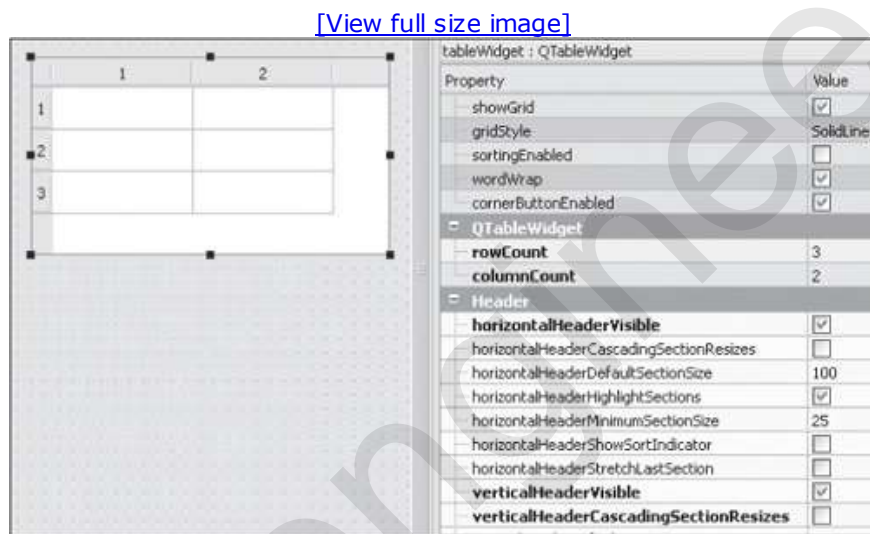 [View full size image]
1 2
1
2
3
tableWidget : QTableWidget
Property Value
showGrid
gridStyle SolidLine
sortingEnabled
wordWrap
cornerButtonEnabled
QTableWidget
rowCount 3
columnCount 2
Header
horizontalHeaderVisible
horizontalHeaderCascadingSectionResizes
horizontalHeaderDefaultSectionSize 100
horizontalHeaderHighlightSections
horizontalHeaderMinimumSectionSize 25
horizontalHeaderShowSortIndicator
horizontalHeaderStretchLastSection
verticalHeaderVisible
verticalHeaderCascadingSectionResizes